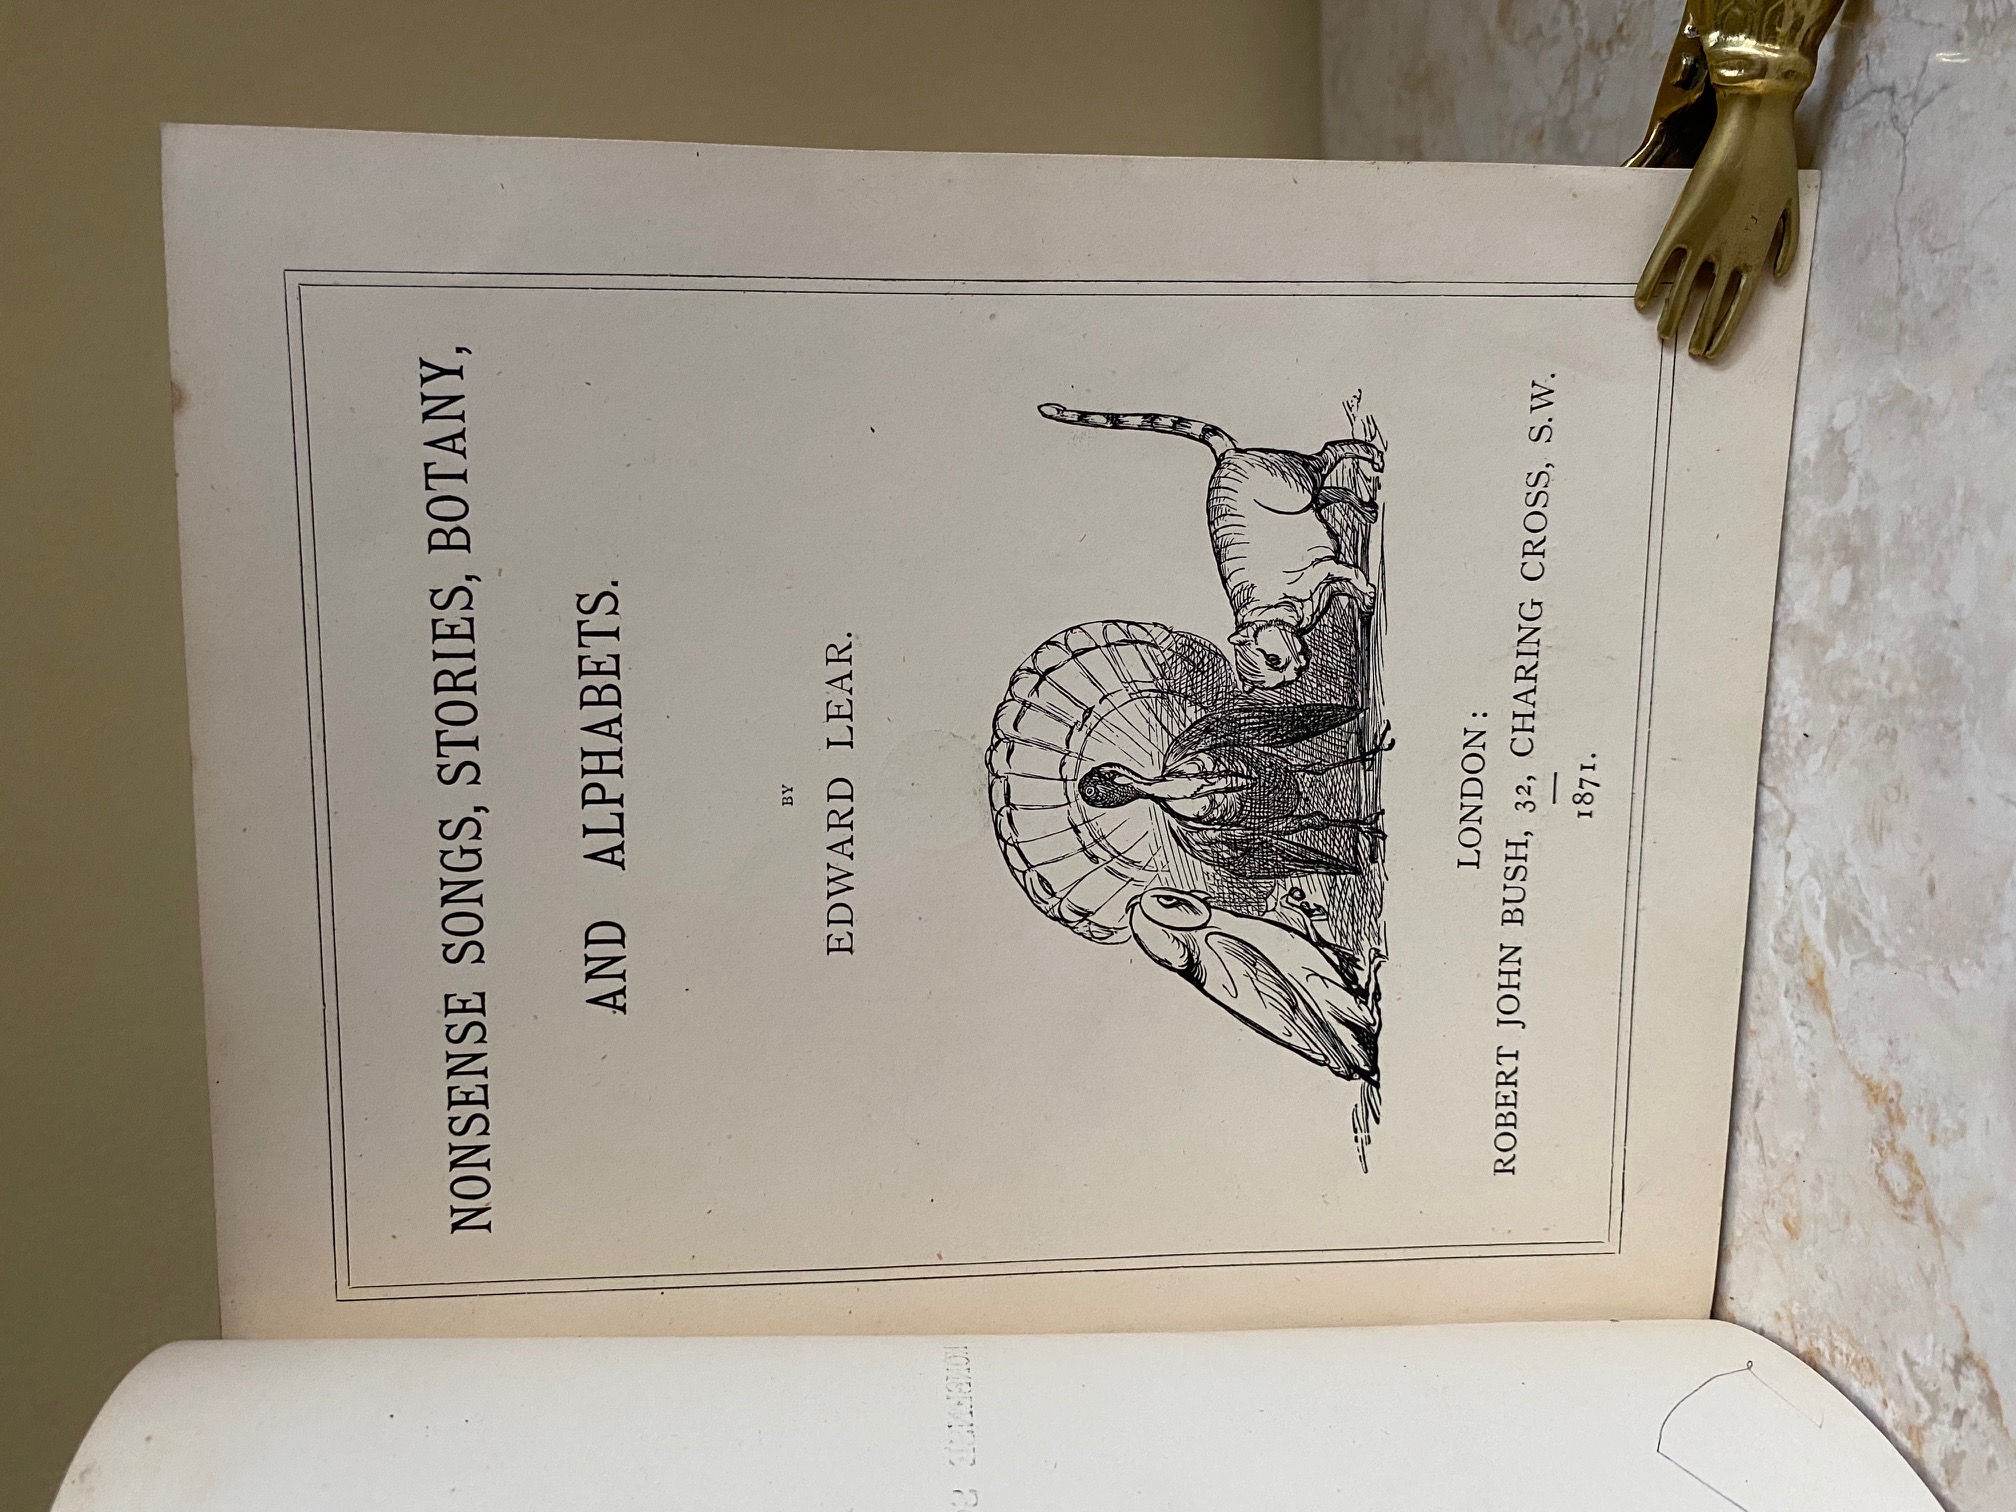 NONSENSE SONGS, STORIES, BOTANY,
AND ALPHABETS.
BY
EDWARD LEAR.
LONDON:
ROBERT JOHN BUSH, 32, CHARING CROSS, S.W.
1871.